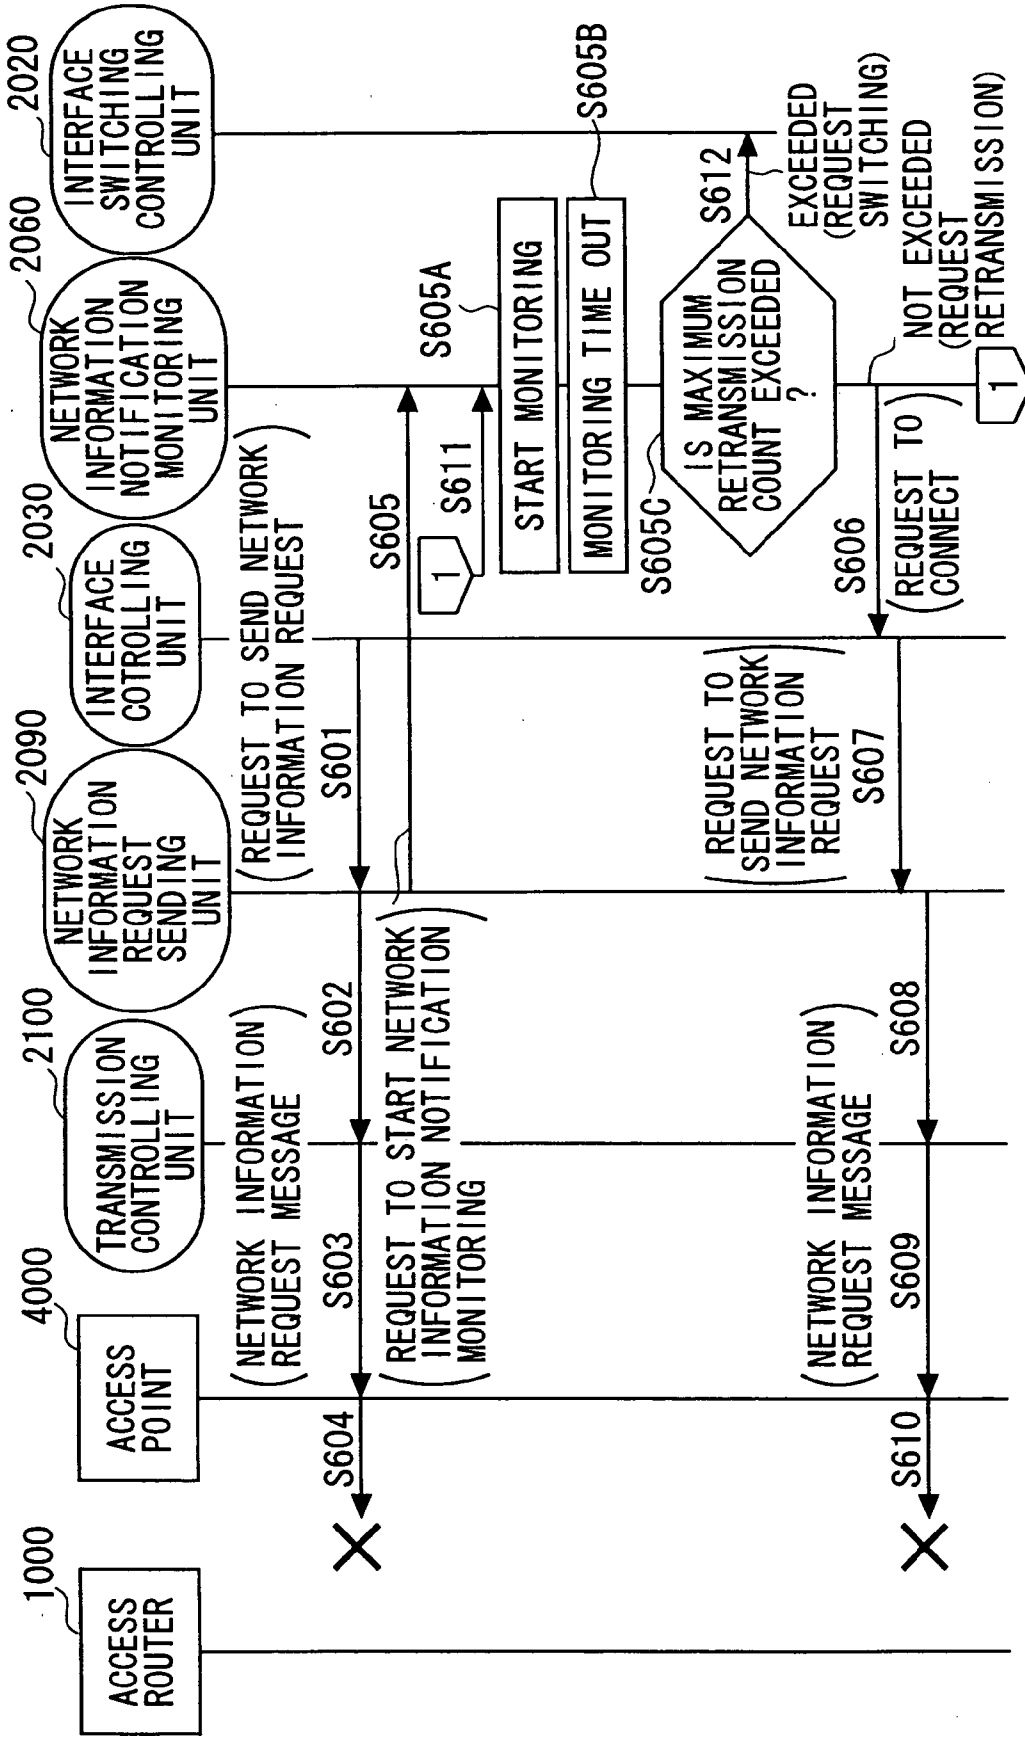 1000
ACCESS
ROUTER
4000
ACCESS
POINT
2100
TRANSMISSION
CONTROLLING
UNIT
2090
NETWORK
INFORMATION
REQUEST
SENDING
UNIT
2030
INTERFACE
COTROLLING
UNIT
2060
NETWORK
INFORMATION
NOTIFICATION
MONITORING
UNIT
2020
INTERFACE
SWITCHING
CONTROLLING
UNIT
(REQUEST TO SEND NETWORK
INFORMATION REQUEST)
S601
(NETWORK INFORMATION
REQUEST MESSAGE)
S602
S603
S604
(REQUEST TO START NETWORK
INFORMATION NOTIFICATION
MONITORING)
S605
1
S611
S605A
START MONITORING
S605B
MONITORING TIME OUT
S605C
IS MAXIMUM
RETRANSMISSION
COUNT EXCEEDED
?
S612
EXCEEDED
(REQUEST
SWITCHING)
NOT EXCEEDED
(REQUEST
RETRANSMISSION)
1
S606
(REQUEST TO
CONNECT)
(REQUEST TO
SEND NETWORK
INFORMATION
REQUEST)
S607
(NETWORK INFORMATION
REQUEST MESSAGE)
S608
S609
S610